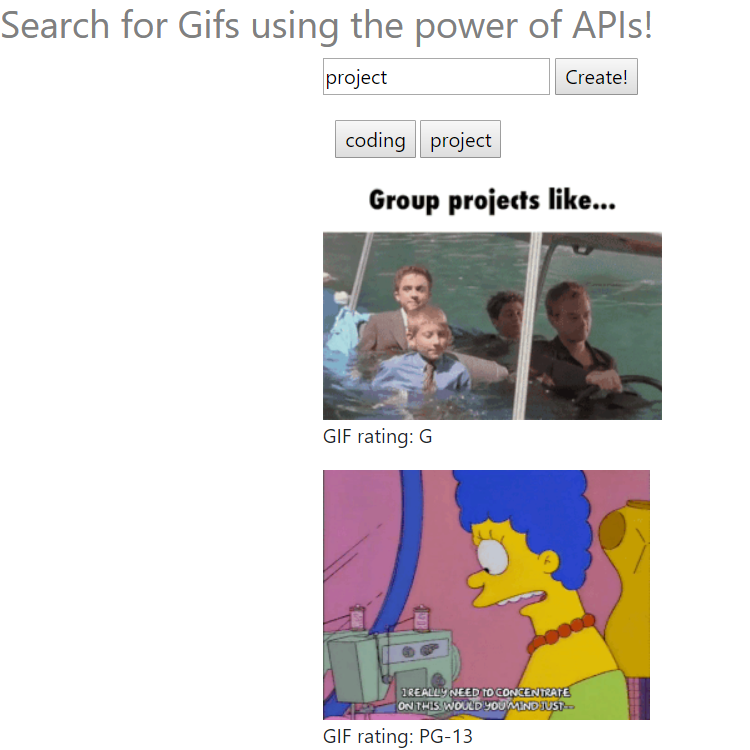 Search for Gifs using the power of APIs!
project
Create!
coding
project
Group projects like...
GIF rating: G
I REALLY NEED TO CONCENTRATE
ON THIS. WOULD YOU MIND JUST--
GIF rating: PG-13